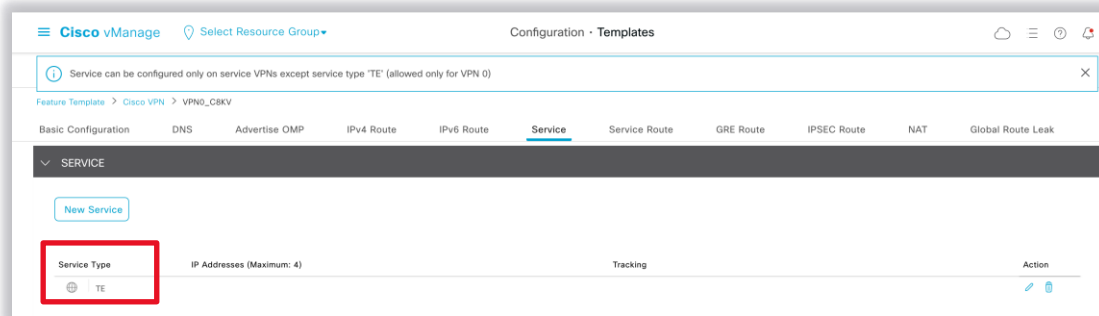 Cisco vManage Select Resource Group▾ Configuration · Templates
Service can be configured only on service VPNs except service type 'TE' (allowed only for VPN 0)
Feature Template > Cisco VPN > VPN0_C8KV
Basic Configuration DNS Advertise OMP IPv4 Route IPv6 Route Service Service Route GRE Route IPSEC Route NAT Global Route Leak
SERVICE
New Service
Service Type IP Addresses (Maximum: 4) Tracking Action
TE